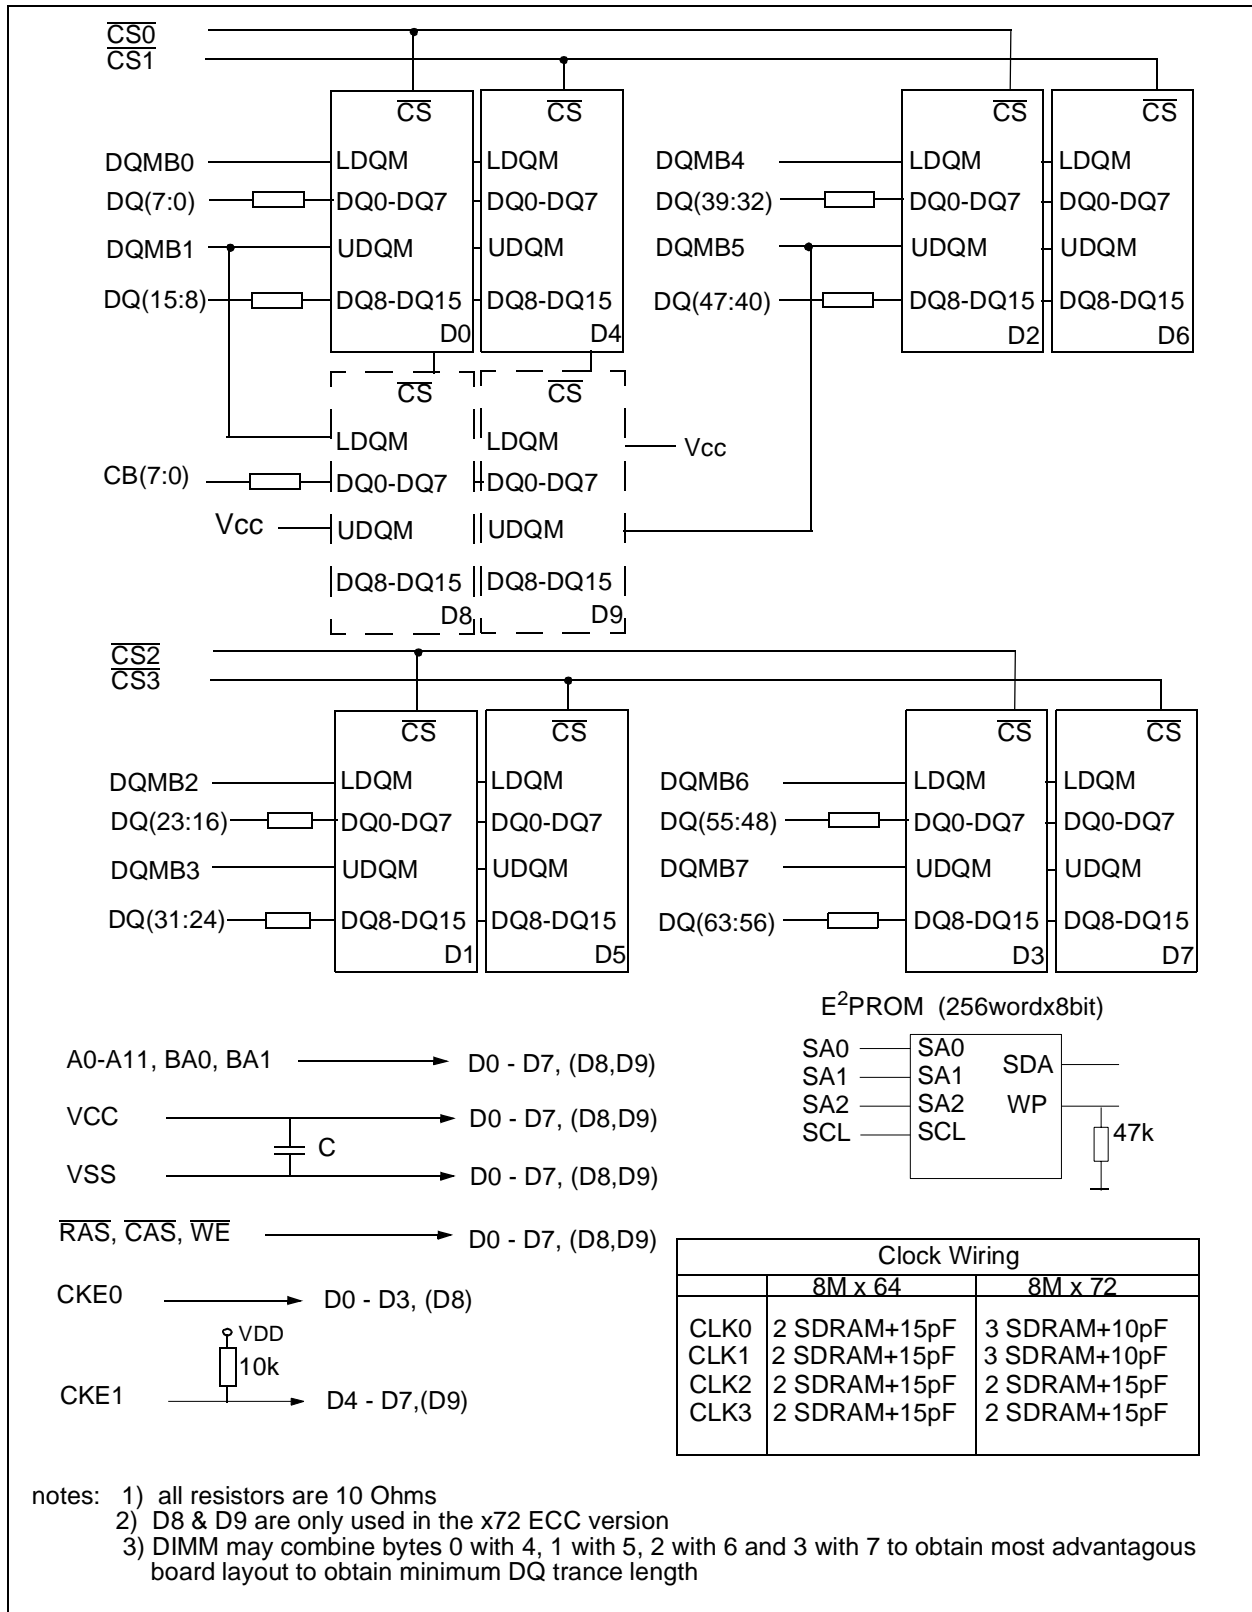 CS0
CS1
CS CS CS CS
DQMB0 LDQM LDQM DQMB4 LDQM LDQM
DQ(7:0) DQ0-DQ7 DQ0-DQ7 DQ(39:32) DQ0-DQ7 DQ0-DQ7
DQMB1 UDQM UDQM DQMB5 UDQM UDQM
DQ(15:8) DQ8-DQ15 DQ8-DQ15 DQ(47:40) DQ8-DQ15 DQ8-DQ15
D0 D4 D2 D6
CS CS
LDQM LDQM Vcc
CB(7:0) DQ0-DQ7 DQ0-DQ7
Vcc UDQM UDQM
DQ8-DQ15 DQ8-DQ15
D8 D9
CS2
CS3
CS CS CS CS
DQMB2 LDQM LDQM DQMB6 LDQM LDQM
DQ(23:16) DQ0-DQ7 DQ0-DQ7 DQ(55:48) DQ0-DQ7 DQ0-DQ7
DQMB3 UDQM UDQM DQMB7 UDQM UDQM
DQ(31:24) DQ8-DQ15 DQ8-DQ15 DQ(63:56) DQ8-DQ15 DQ8-DQ15
D1 D5 D3 D7
E2PROM (256wordx8bit)
SA0 SA0 SDA
SA1 SA1
SA2 SA2 WP
SCL SCL 47k
A0-A11, BA0, BA1 D0 - D7, (D8,D9)
VCC D0 - D7, (D8,D9)
C
VSS D0 - D7, (D8,D9)
RAS, CAS, WE D0 - D7, (D8,D9)
CKE0 D0 - D3, (D8)
VDD
10k
CKE1 D4 - D7,(D9)
Clock Wiring
8M x 64 8M x 72
CLK0 2 SDRAM+15pF 3 SDRAM+10pF
CLK1 2 SDRAM+15pF 3 SDRAM+10pF
CLK2 2 SDRAM+15pF 2 SDRAM+15pF
CLK3 2 SDRAM+15pF 2 SDRAM+15pF
notes: 1) all resistors are 10 Ohms
2) D8 & D9 are only used in the x72 ECC version
3) DIMM may combine bytes 0 with 4, 1 with 5, 2 with 6 and 3 with 7 to obtain most advantagous
board layout to obtain minimum DQ trance length